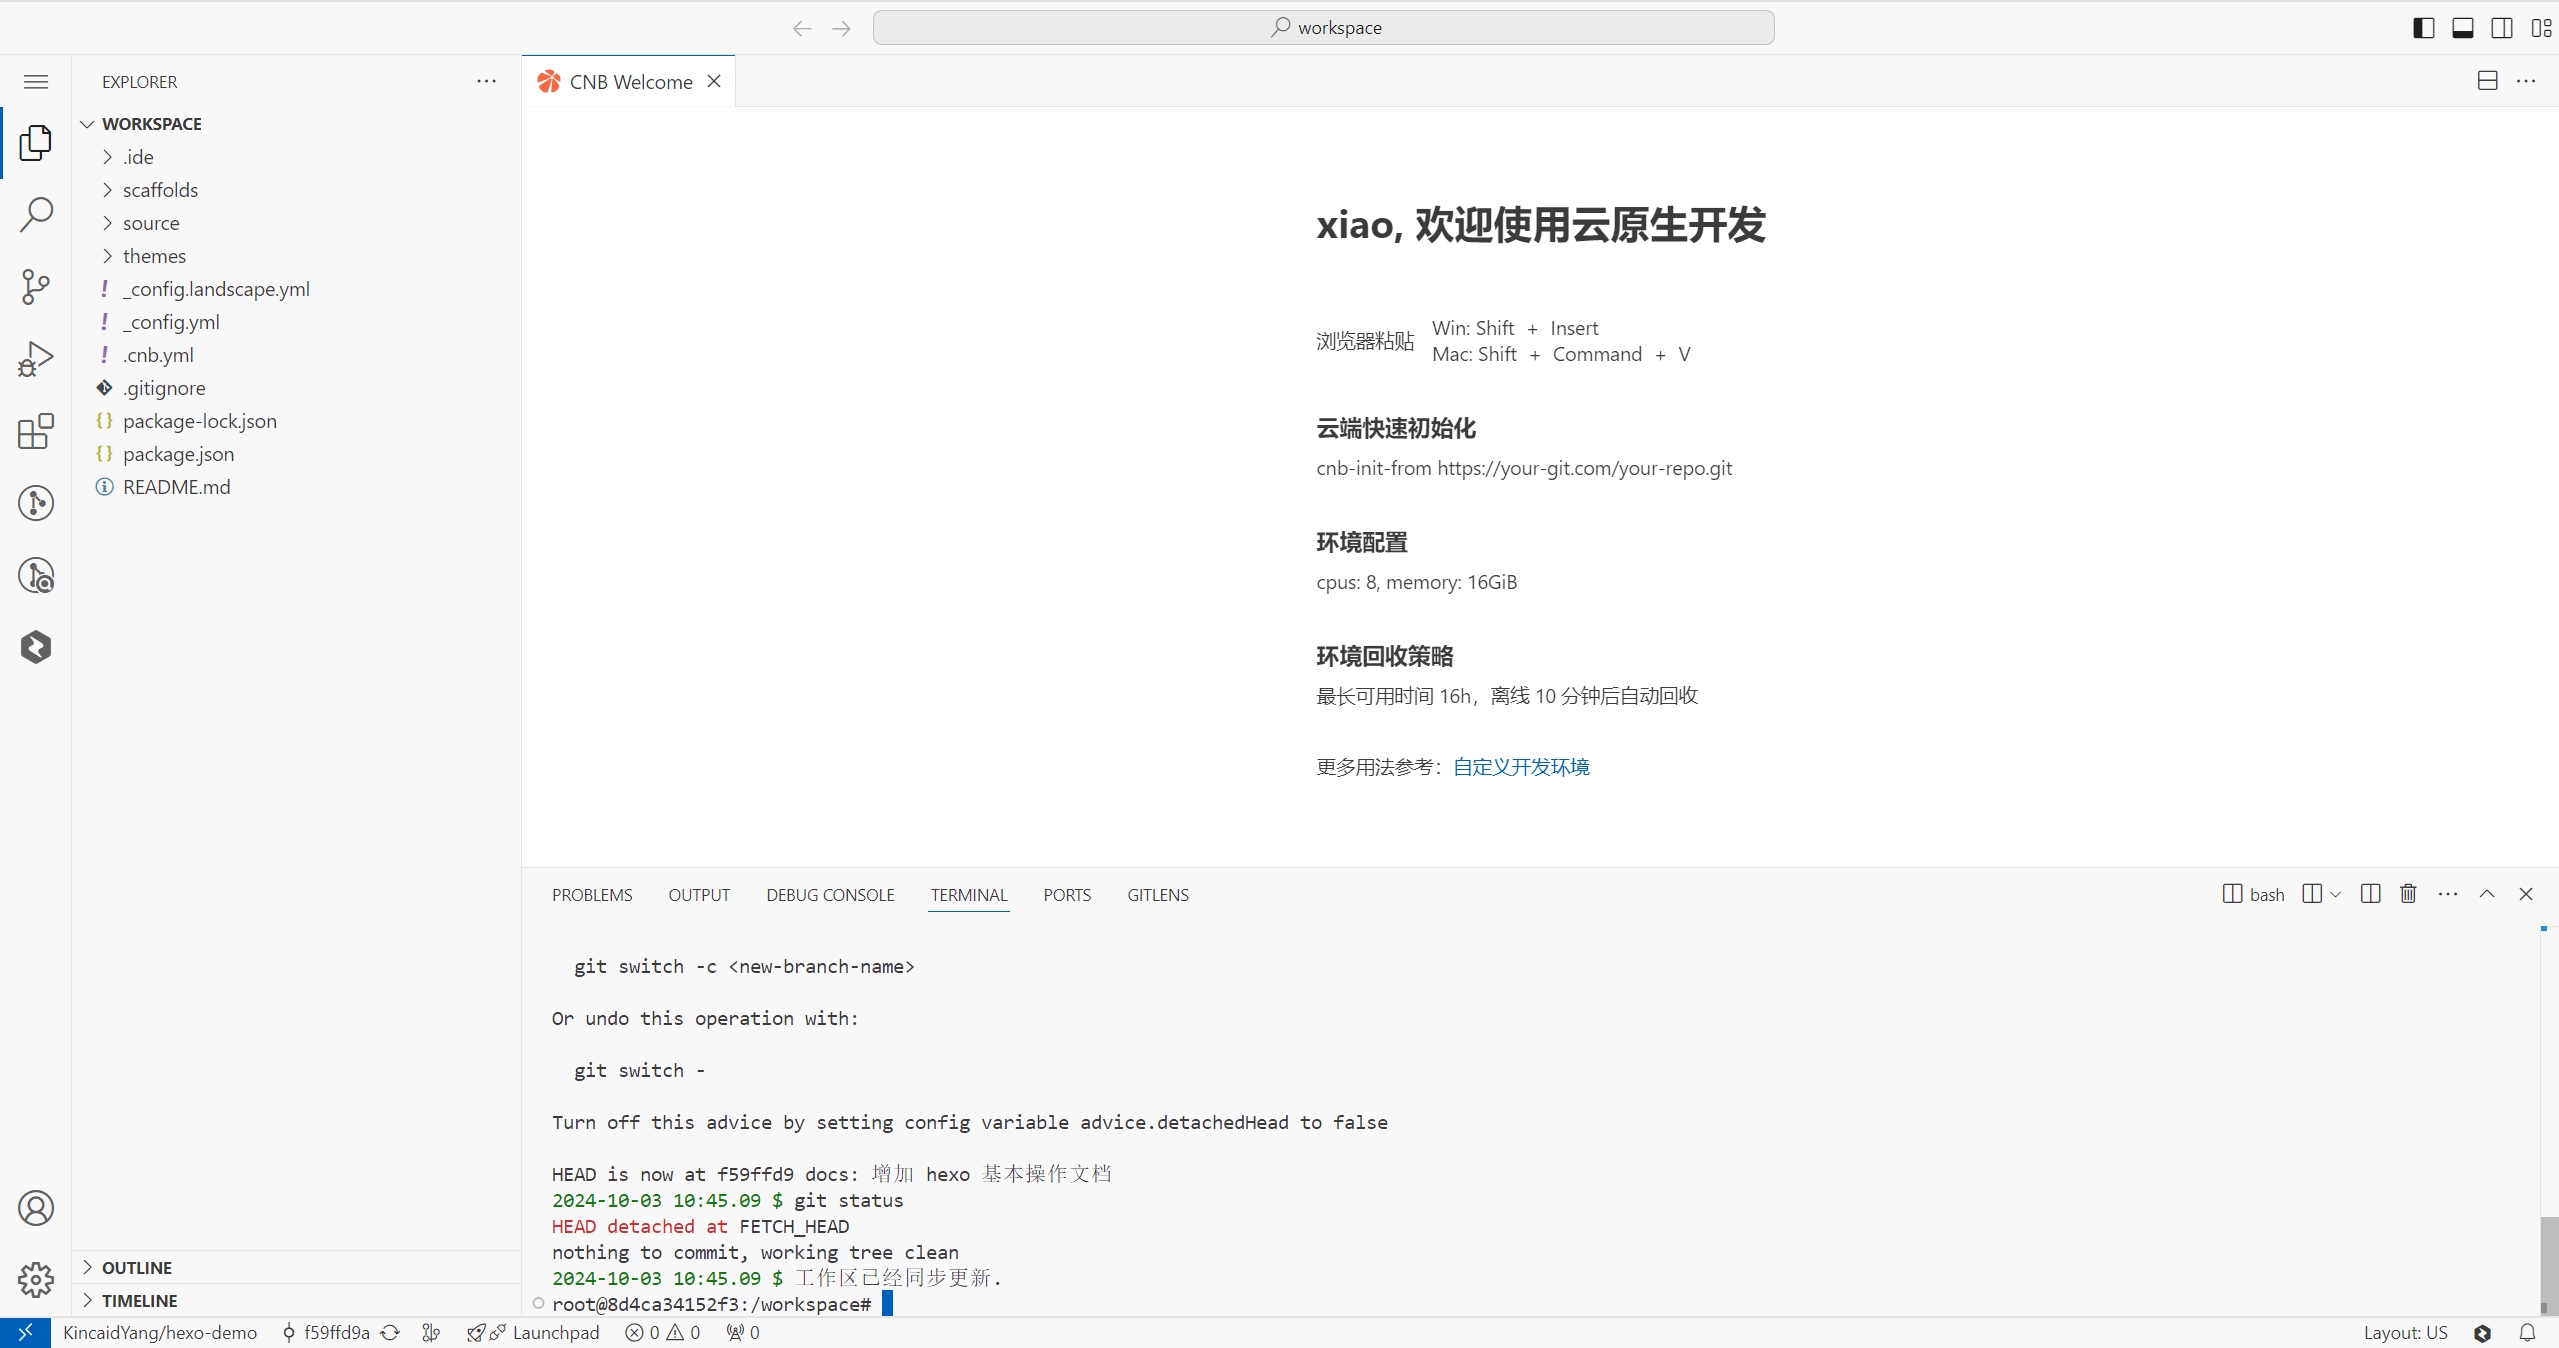 workspace
EXPLORER
WORKSPACE
.ide
scaffolds
source
themes
_config.landscape.yml
_config.yml
.cnb.yml
.gitignore
package-lock.json
package.json
README.md
OUTLINE
TIMELINE
CNB Welcome
xiao, 欢迎使用云原生开发
浏览器粘贴
Win: Shift + Insert
Mac: Shift + Command + V
云端快速初始化
cnb-init-from https://your-git.com/your-repo.git
环境配置
cpus: 8, memory: 16GiB
环境回收策略
最长可用时间 16h，离线 10 分钟后自动回收
更多用法参考：自定义开发环境
PROBLEMS OUTPUT DEBUG CONSOLE TERMINAL PORTS GITLENS
bash
git switch -c <new-branch-name>
Or undo this operation with:
git switch -
Turn off this advice by setting config variable advice.detachedHead to false
HEAD is now at f59ffd9 docs: 增加 hexo 基本操作文档
2024-10-03 10:45.09 $ git status
HEAD detached at FETCH_HEAD
nothing to commit, working tree clean
2024-10-03 10:45.09 $ 工作区已经同步更新.
root@8d4ca34152f3:/workspace#
KincaidYang/hexo-demo f59ffd9a Launchpad 0 0 0 Layout: US